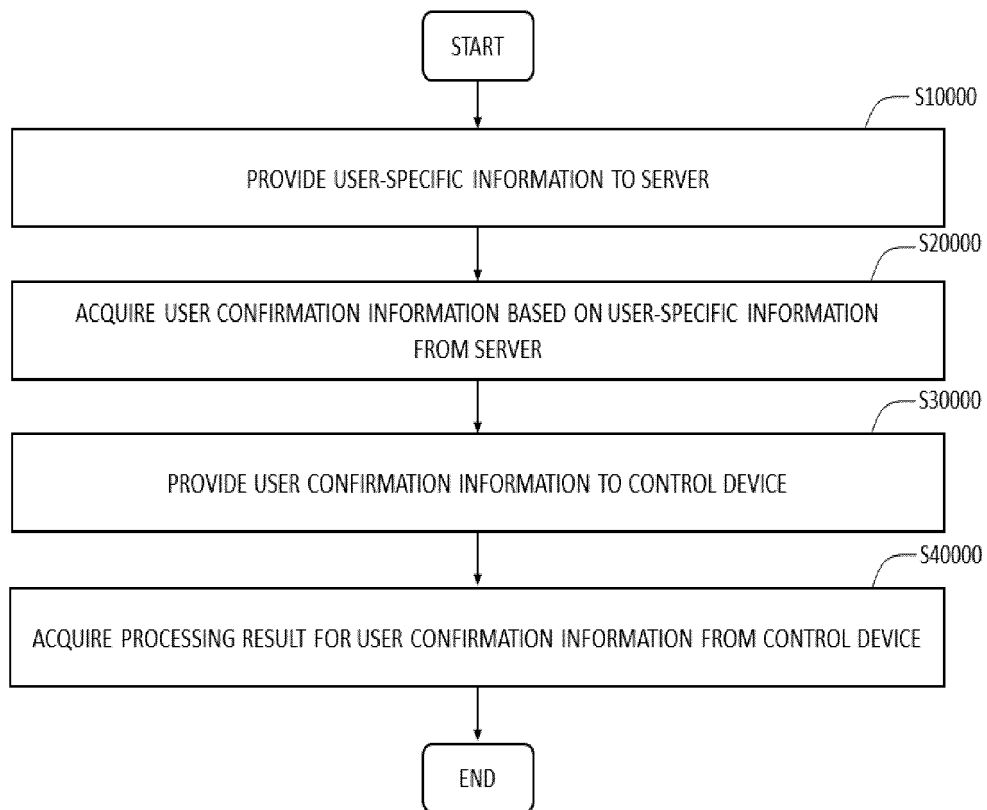 START
S10000
PROVIDE USER-SPECIFIC INFORMATION TO SERVER
S20000
ACQUIRE USER CONFIRMATION INFORMATION BASED ON USER-SPECIFIC INFORMATION
FROM SERVER
S30000
PROVIDE USER CONFIRMATION INFORMATION TO CONTROL DEVICE
S40000
ACQUIRE PROCESSING RESULT FOR USER CONFIRMATION INFORMATION FROM CONTROL DEVICE
END